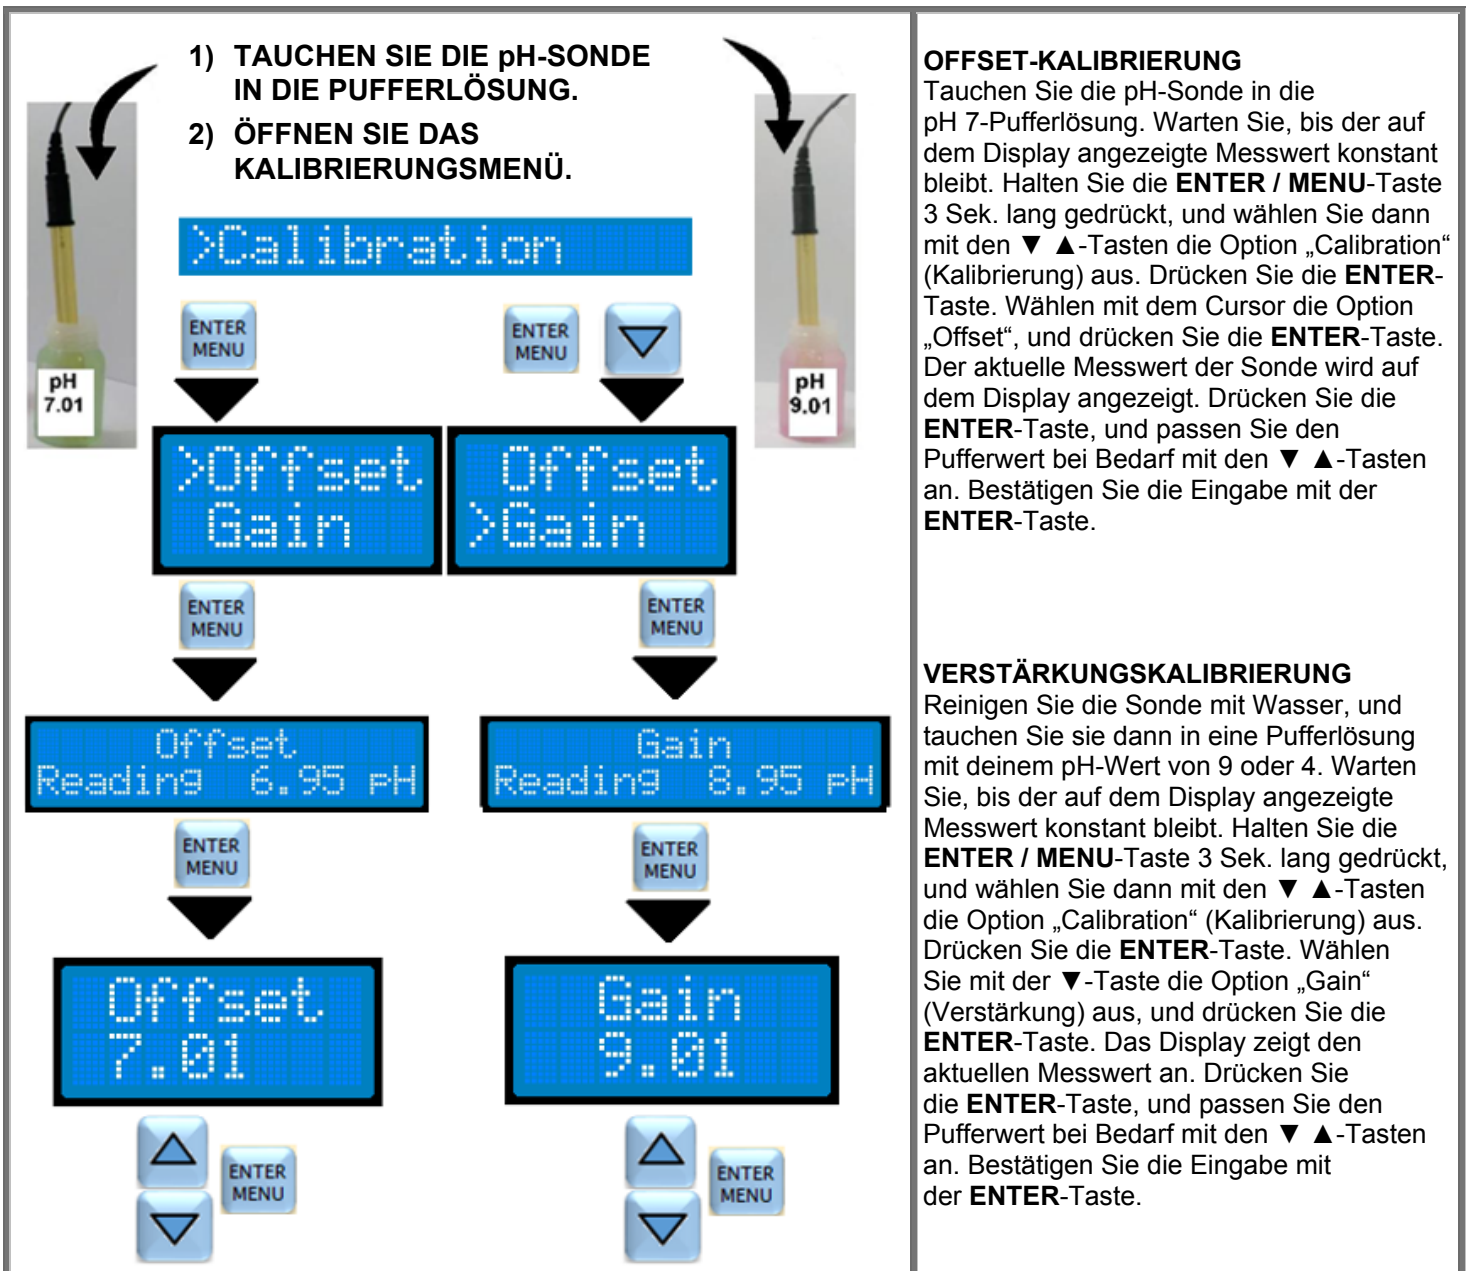 1) TAUCHEN SIE DIE pH-SONDE
IN DIE PUFFERLÖSUNG.
2) ÖFFNEN SIE DAS
KALIBRIERUNGSMENÜ.
>Calibration
ENTER
MENU
ENTER
MENU
pH
7.01
pH
9.01
>Offset
Gain
Offset
>Gain
ENTER
MENU
ENTER
MENU
Offset
Reading 6.95 pH
Gain
Reading 8.95 pH
ENTER
MENU
ENTER
MENU
Offset
7.01
Gain
9.01
ENTER
MENU
ENTER
MENU
OFFSET-KALIBRIERUNG
Tauchen Sie die pH-Sonde in die
pH 7-Pufferlösung. Warten Sie, bis der auf
dem Display angezeigte Messwert konstant
bleibt. Halten Sie die ENTER / MENU-Taste
3 Sek. lang gedrückt, und wählen Sie dann
mit den ▼ ▲-Tasten die Option „Calibration“
(Kalibrierung) aus. Drücken Sie die ENTER-
Taste. Wählen mit dem Cursor die Option
„Offset“, und drücken Sie die ENTER-Taste.
Der aktuelle Messwert der Sonde wird auf
dem Display angezeigt. Drücken Sie die
ENTER-Taste, und passen Sie den
Pufferwert bei Bedarf mit den ▼ ▲-Tasten
an. Bestätigen Sie die Eingabe mit der
ENTER-Taste.
VERSTÄRKUNGSKALIBRIERUNG
Reinigen Sie die Sonde mit Wasser, und
tauchen Sie sie dann in eine Pufferlösung
mit deinem pH-Wert von 9 oder 4. Warten
Sie, bis der auf dem Display angezeigte
Messwert konstant bleibt. Halten Sie die
ENTER / MENU-Taste 3 Sek. lang gedrückt,
und wählen Sie dann mit den ▼ ▲-Tasten
die Option „Calibration“ (Kalibrierung) aus.
Drücken Sie die ENTER-Taste. Wählen
Sie mit der ▼-Taste die Option „Gain“
(Verstärkung) aus, und drücken Sie die
ENTER-Taste. Das Display zeigt den
aktuellen Messwert an. Drücken Sie
die ENTER-Taste, und passen Sie den
Pufferwert bei Bedarf mit den ▼ ▲-Tasten
an. Bestätigen Sie die Eingabe mit
der ENTER-Taste.